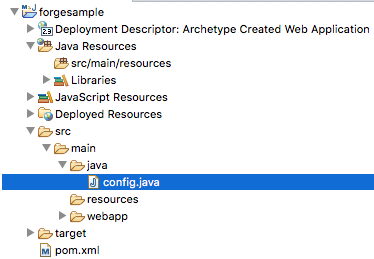 forgesample
Deployment Descriptor: Archetype Created Web Application
Java Resources
src/main/resources
Libraries
JavaScript Resources
Deployed Resources
src
main
java
config.java
resources
webapp
target
pom.xml